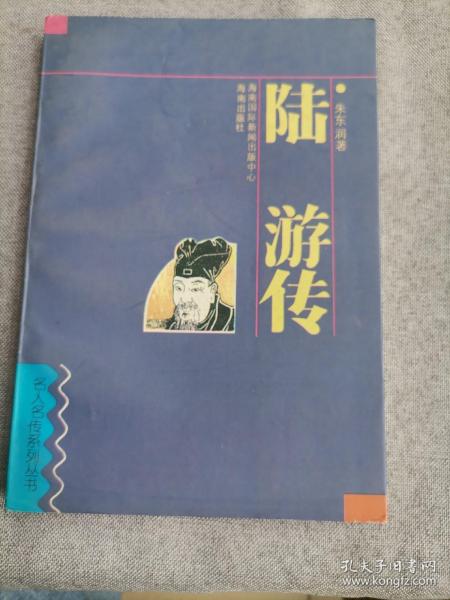 朱东润著
陆游传
海南国际新闻出版中心
海南出版社
名人名传系列丛书
孔夫子旧书网
www.kongfz.com